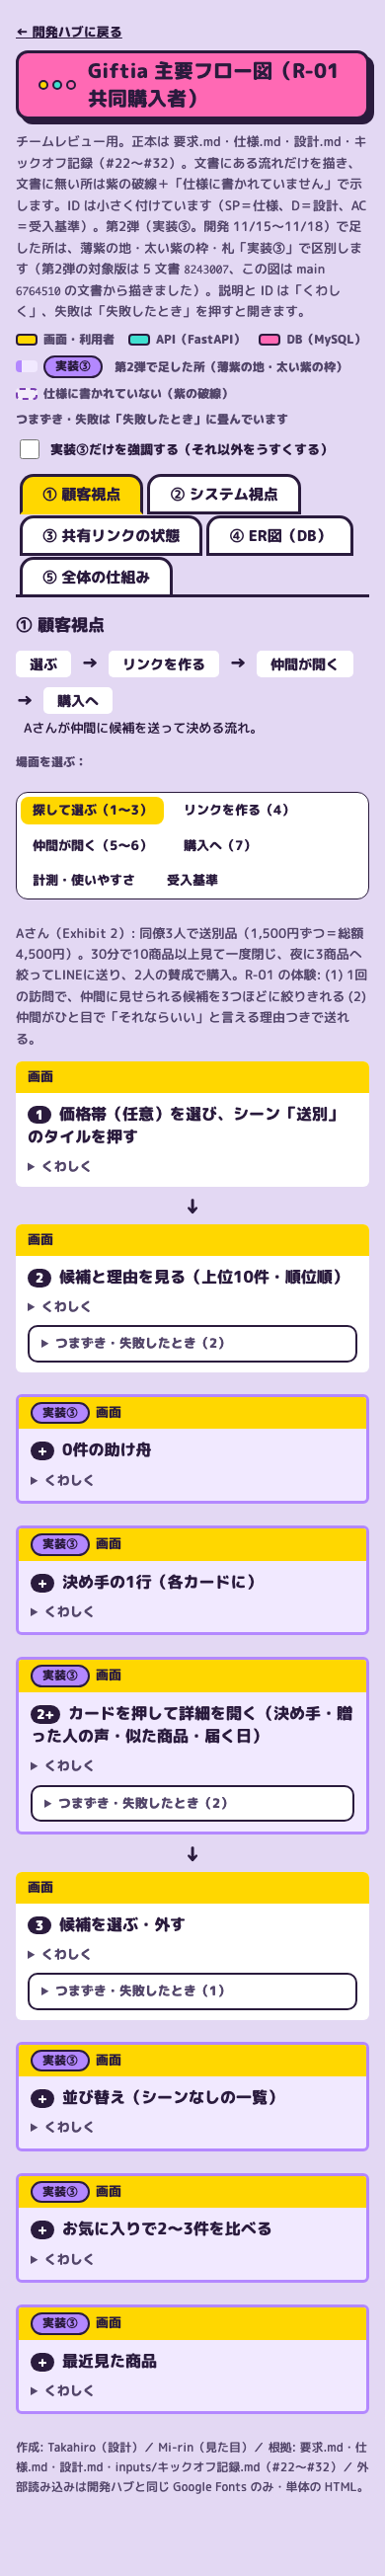 ← 開発ハブに戻る
Giftia 主要フロー図（R-01
共同購入者）
チームレビュー用。正本は 要求.md・仕様.md・設計.md・キ
ックオフ記録（#22〜#32）。文書にある流れだけを描き、
文書に無い所は紫の破線＋「仕様に書かれていません」で示
します。ID は小さく付けています（SP＝仕様、D＝設計、AC
＝受入基準）。第2弾（実装③。開発 11/15〜11/18）で足
した所は、薄紫の地・太い紫の枠・札「実装③」で区別しま
す（第2弾の対象版は 5 文書 8243007、この図は main
6764510 の文書から描きました）。説明と ID は「くわし
く」、失敗は「失敗したとき」を押すと開きます。
画面・利用者 API（FastAPI） DB（MySQL）
実装③ 第2弾で足した所（薄紫の地・太い紫の枠）
仕様に書かれていない（紫の破線）
つまずき・失敗は「失敗したとき」に畳んでいます
実装③だけを強調する（それ以外をうすくする）
① 顧客視点 ② システム視点
③ 共有リンクの状態 ④ ER図（DB）
⑤ 全体の仕組み
① 顧客視点
選ぶ → リンクを作る → 仲間が開く
→ 購入へ
Aさんが仲間に候補を送って決める流れ。
場面を選ぶ：
探して選ぶ（1〜3） リンクを作る（4）
仲間が開く（5〜6） 購入へ（7）
計測・使いやすさ 受入基準
Aさん（Exhibit 2）: 同僚3人で送別品（1,500円ずつ＝総額
4,500円）。30分で10商品以上見て一度閉じ、夜に3商品へ
絞ってLINEに送り、2人の賛成で購入。R-01 の体験: (1) 1回
の訪問で、仲間に見せられる候補を3つほどに絞りきれる (2)
仲間がひと目で「それならいい」と言える理由つきで送れ
る。
画面
1 価格帯（任意）を選び、シーン「送別」
のタイルを押す
▶ くわしく
↓
画面
2 候補と理由を見る（上位10件・順位順）
▶ くわしく
▶ つまずき・失敗したとき（2）
実装③ 画面
+ 0件の助け舟
▶ くわしく
実装③ 画面
+ 決め手の1行（各カードに）
▶ くわしく
実装③ 画面
2+ カードを押して詳細を開く（決め手・贈
った人の声・似た商品・届く日）
▶ くわしく
▶ つまずき・失敗したとき（2）
↓
画面
3 候補を選ぶ・外す
▶ くわしく
▶ つまずき・失敗したとき（1）
実装③ 画面
+ 並び替え（シーンなしの一覧）
▶ くわしく
実装③ 画面
+ お気に入りで2〜3件を比べる
▶ くわしく
実装③ 画面
+ 最近見た商品
▶ くわしく
作成: Takahiro（設計）／ Mi-rin（見た目）／ 根拠: 要求.md・仕
様.md・設計.md・inputs/キックオフ記録.md（#22〜#32）／ 外
部読み込みは開発ハブと同じ Google Fonts のみ・単体の HTML。